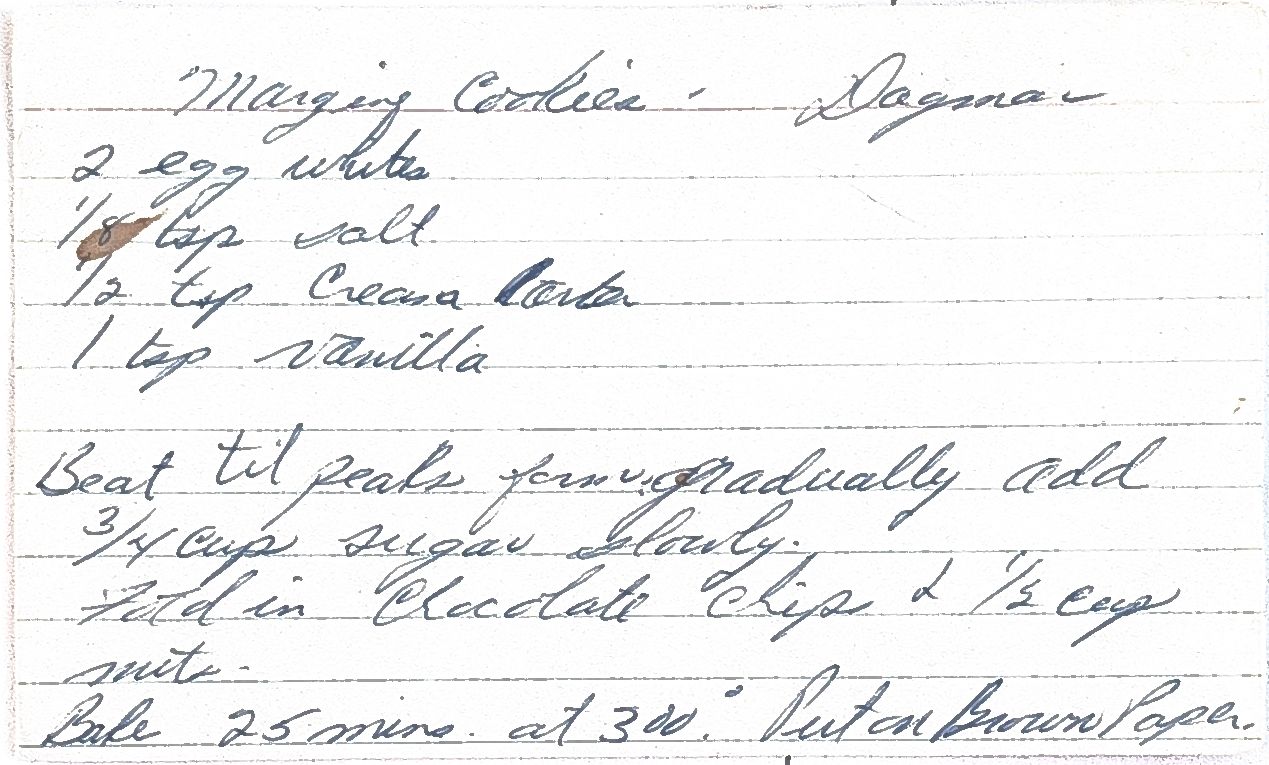 Marging Cookies - Dagmar
2 egg whites
1/8 tsp salt
1/2 tsp Cream Tarter
1 tsp vanilla
Beat til peaks form. gradually add
3/4 cup sugar slowly.
Fold in Chocolate Chips & 1/2 cup
nuts.
Bake 25 mins. at 300°. Put on Brown Paper.